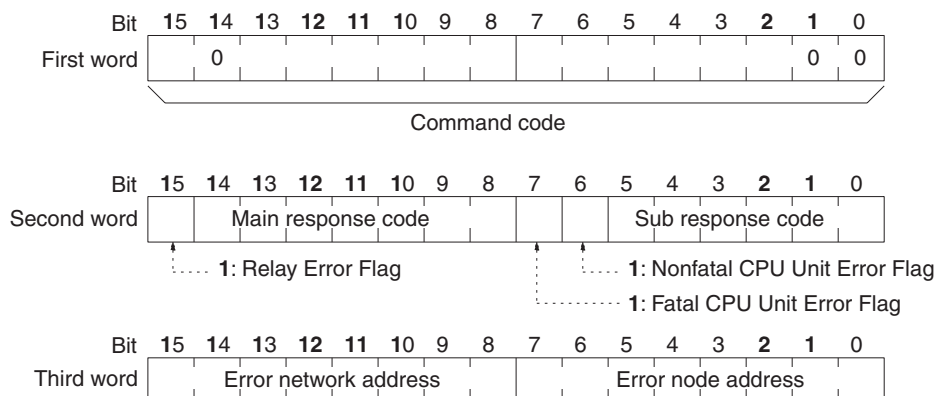 Bit 15 14 13 12 11 10 9 8 7 6 5 4 3 2 1 0
First word 0 0 0
Command code
Bit 15 14 13 12 11 10 9 8 7 6 5 4 3 2 1 0
Second word Main response code Sub response code
1: Relay Error Flag 1: Nonfatal CPU Unit Error Flag
1: Fatal CPU Unit Error Flag
Bit 15 14 13 12 11 10 9 8 7 6 5 4 3 2 1 0
Third word Error network address Error node address